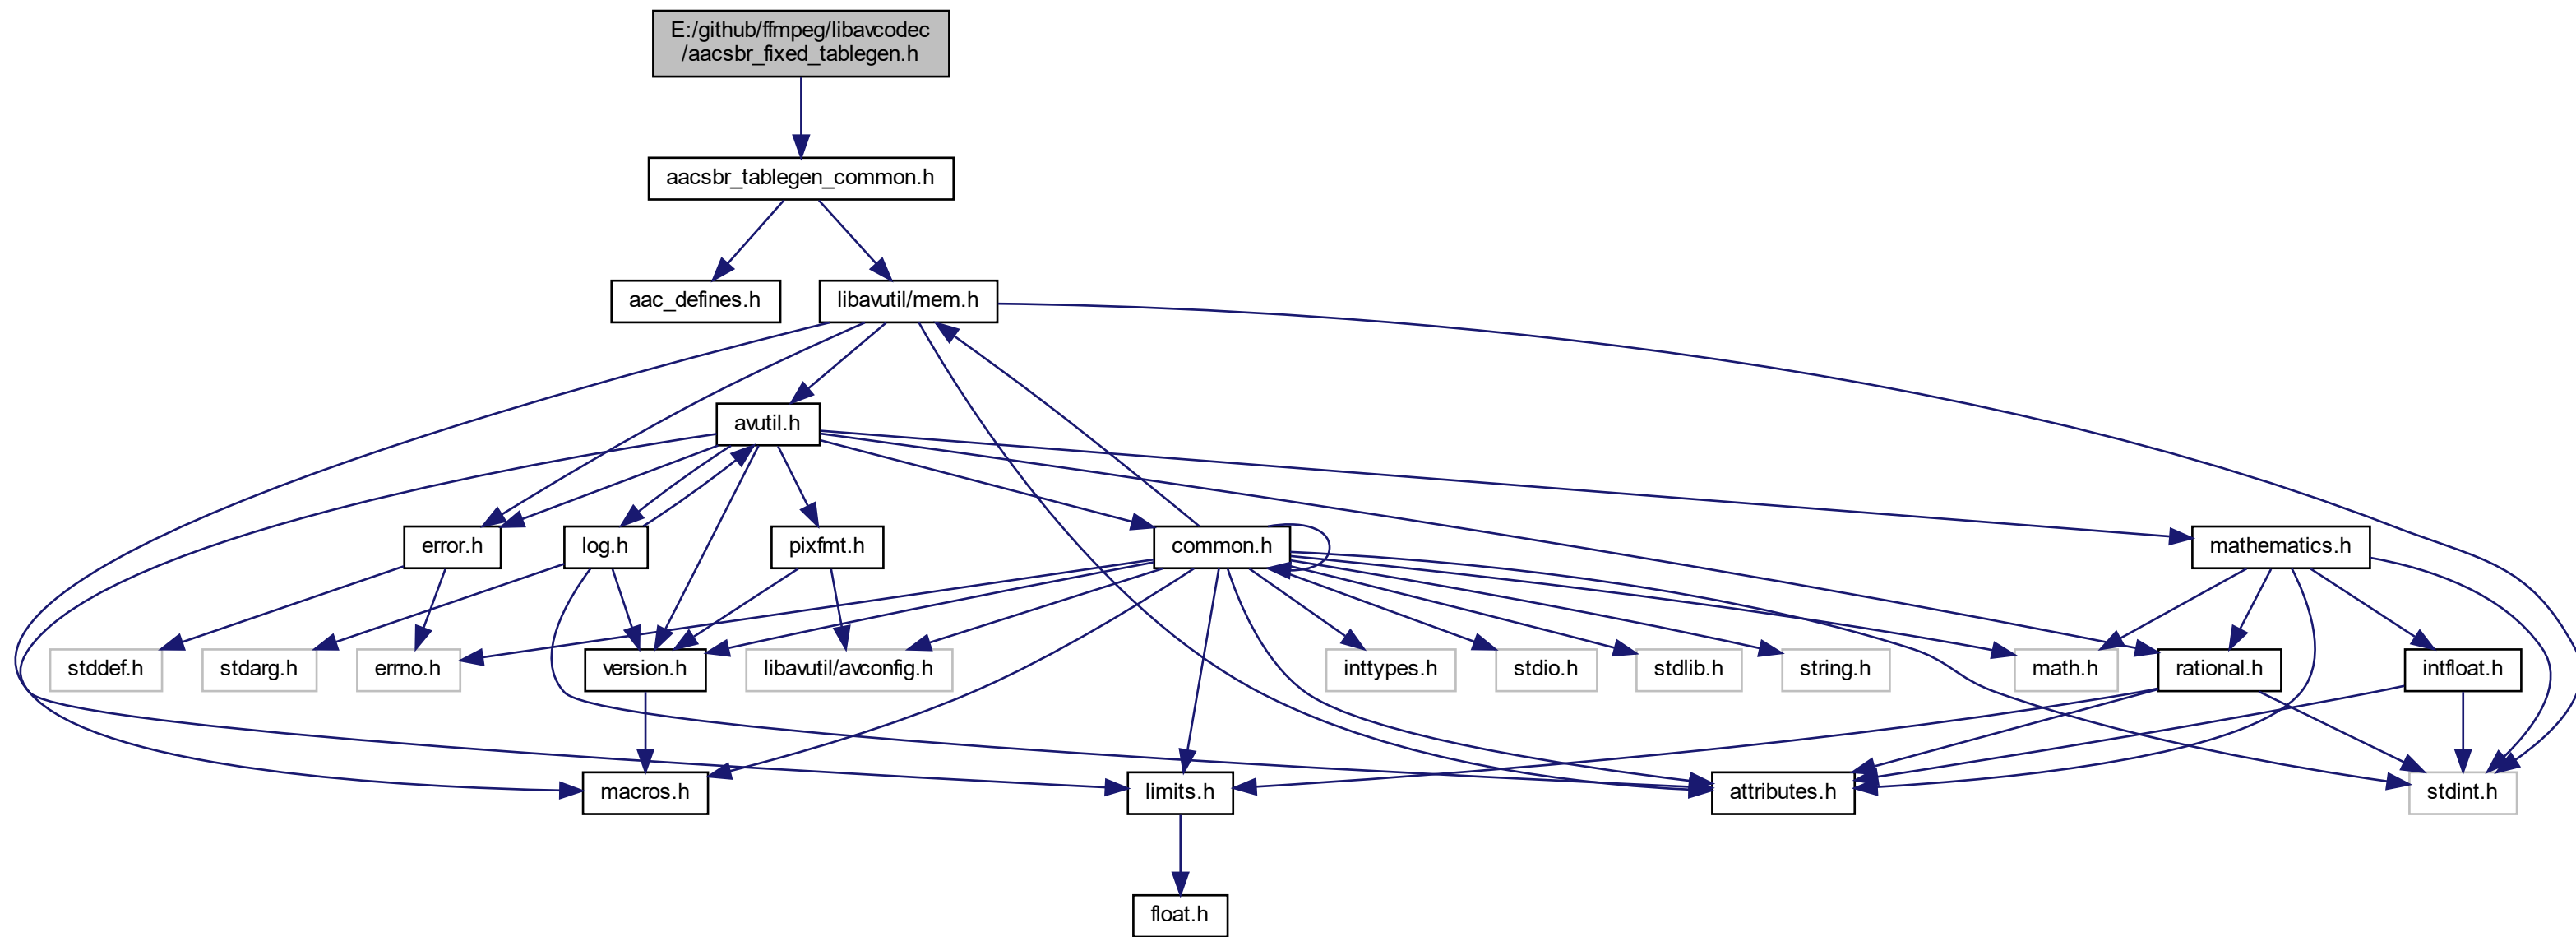 E:/github/ffmpeg/libavcodec
/aacsbr_fixed_tablegen.h
aacsbr_tablegen_common.h
aac_defines.h
libavutil/mem.h
avutil.h
error.h
log.h
pixfmt.h
common.h
mathematics.h
stddef.h
stdarg.h
errno.h
version.h
libavutil/avconfig.h
inttypes.h
stdio.h
stdlib.h
string.h
math.h
rational.h
intfloat.h
macros.h
limits.h
attributes.h
stdint.h
float.h